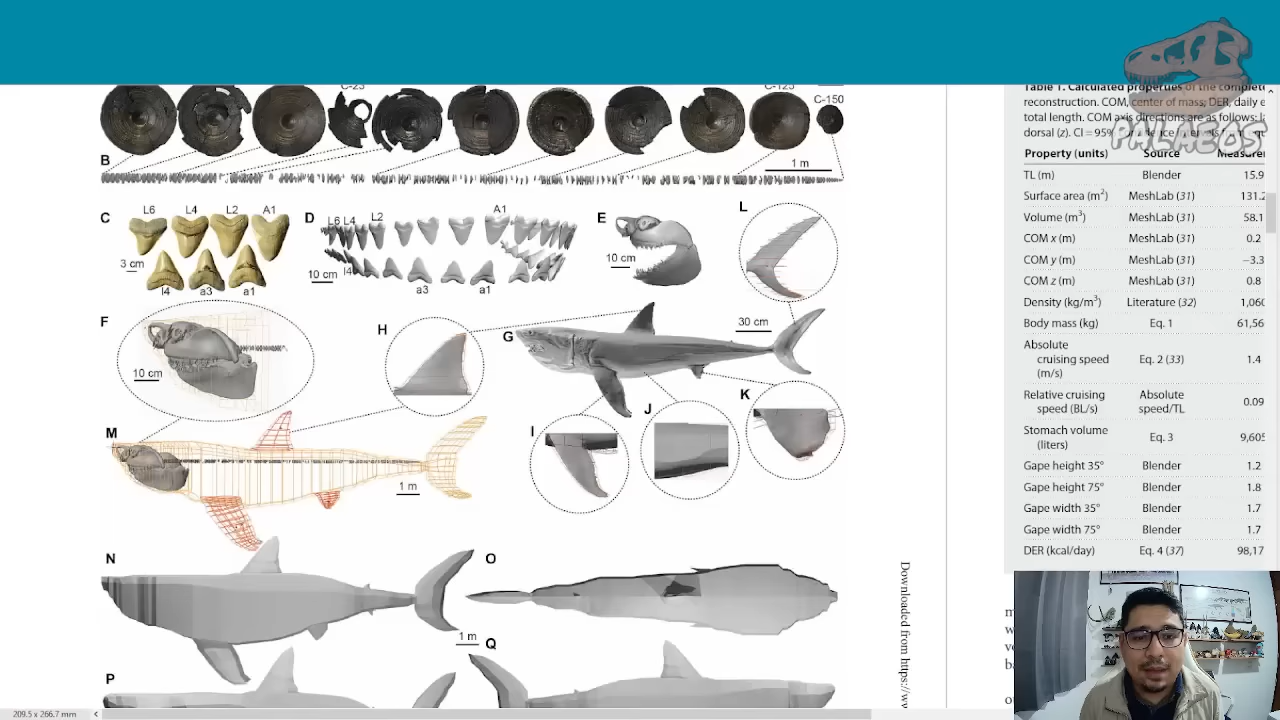 C-25
C-125
C-150
B
1 m
C
L6
L4
L2
A1
3 cm
l4
a3
a1
D
L6 L4
L2
A1
l4
10 cm
a3
a1
E
10 cm
L
F
10 cm
H
G
30 cm
I
J
K
M
1 m
N
O
1 m
P
Q
Downloaded from https://ww
PALAEOS
Table 1. Calculated properties of the complete
reconstruction. COM, center of mass; DER, daily e
total length. COM axis directions are as follows:
dorsal (z). CI = 95%
Property (units) Source Measurem
TL (m) Blender 15.9
Surface area (m²) MeshLab (31) 131.2
Volume (m³) MeshLab (31) 58.1
COM x (m) MeshLab (31) 0.2
COM y (m) MeshLab (31) −3.3
COM z (m) MeshLab (31) 0.8
Density (kg/m³) Literature (32) 1,060
Body mass (kg) Eq. 1 61,56
Absolute
cruising speed Eq. 2 (33) 1.4
(m/s)
Relative cruising Absolute 0.09
speed (BL/s) speed/TL
Stomach volume Eq. 3 9,605
(liters)
Gape height 35° Blender 1.2
Gape height 75° Blender 1.8
Gape width 35° Blender 1.7
Gape width 75° Blender 1.7
DER (kcal/day) Eq. 4 (37) 98,17
209.5 x 266.7 mm